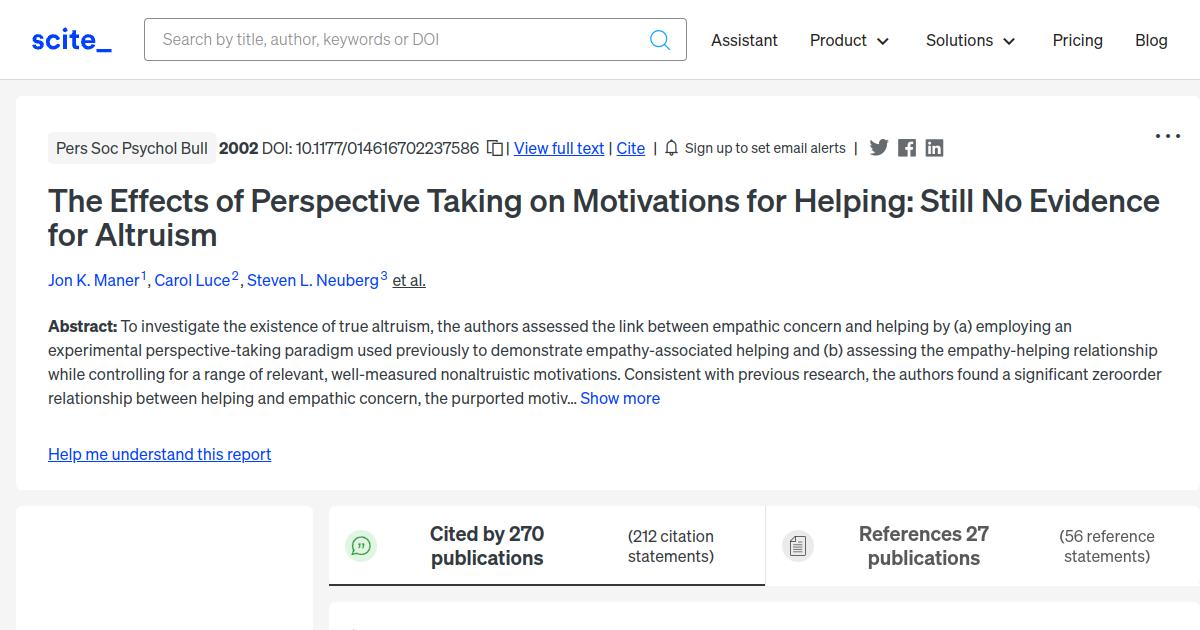 scite_
Search by title, author, keywords or DOI
Assistant
Product
Solutions
Pricing
Blog
Pers Soc Psychol Bull 2002 DOI: 10.1177/014616702237586 | View full text | Cite | Sign up to set email alerts |
The Effects of Perspective Taking on Motivations for Helping: Still No Evidence
for Altruism
Jon K. Maner1, Carol Luce2, Steven L. Neuberg3 et al.
Abstract: To investigate the existence of true altruism, the authors assessed the link between empathic concern and helping by (a) employing an
experimental perspective-taking paradigm used previously to demonstrate empathy-associated helping and (b) assessing the empathy-helping relationship
while controlling for a range of relevant, well-measured nonaltruistic motivations. Consistent with previous research, the authors found a significant zeroorder
relationship between helping and empathic concern, the purported motiv... Show more
Help me understand this report
Cited by 270
publications
(212 citation
statements)
References 27
publications
(56 reference
statements)